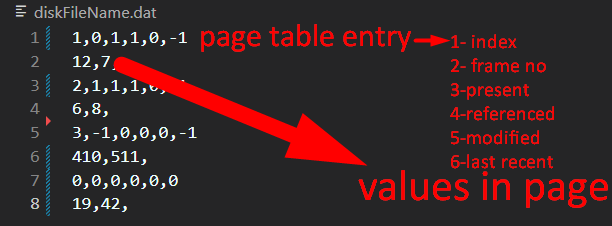 diskFileName.dat
1 1,0,1,1,0,-1
page table entry
1- index
2 12,7,
2- frame no
3 2,1,1,1,0,
3-present
4 6,8,
4-referenced
5 3,-1,0,0,0,-1
5-modified
6 410,511,
6-last recent
7 0,0,0,0,0,0
values in page
8 19,42,